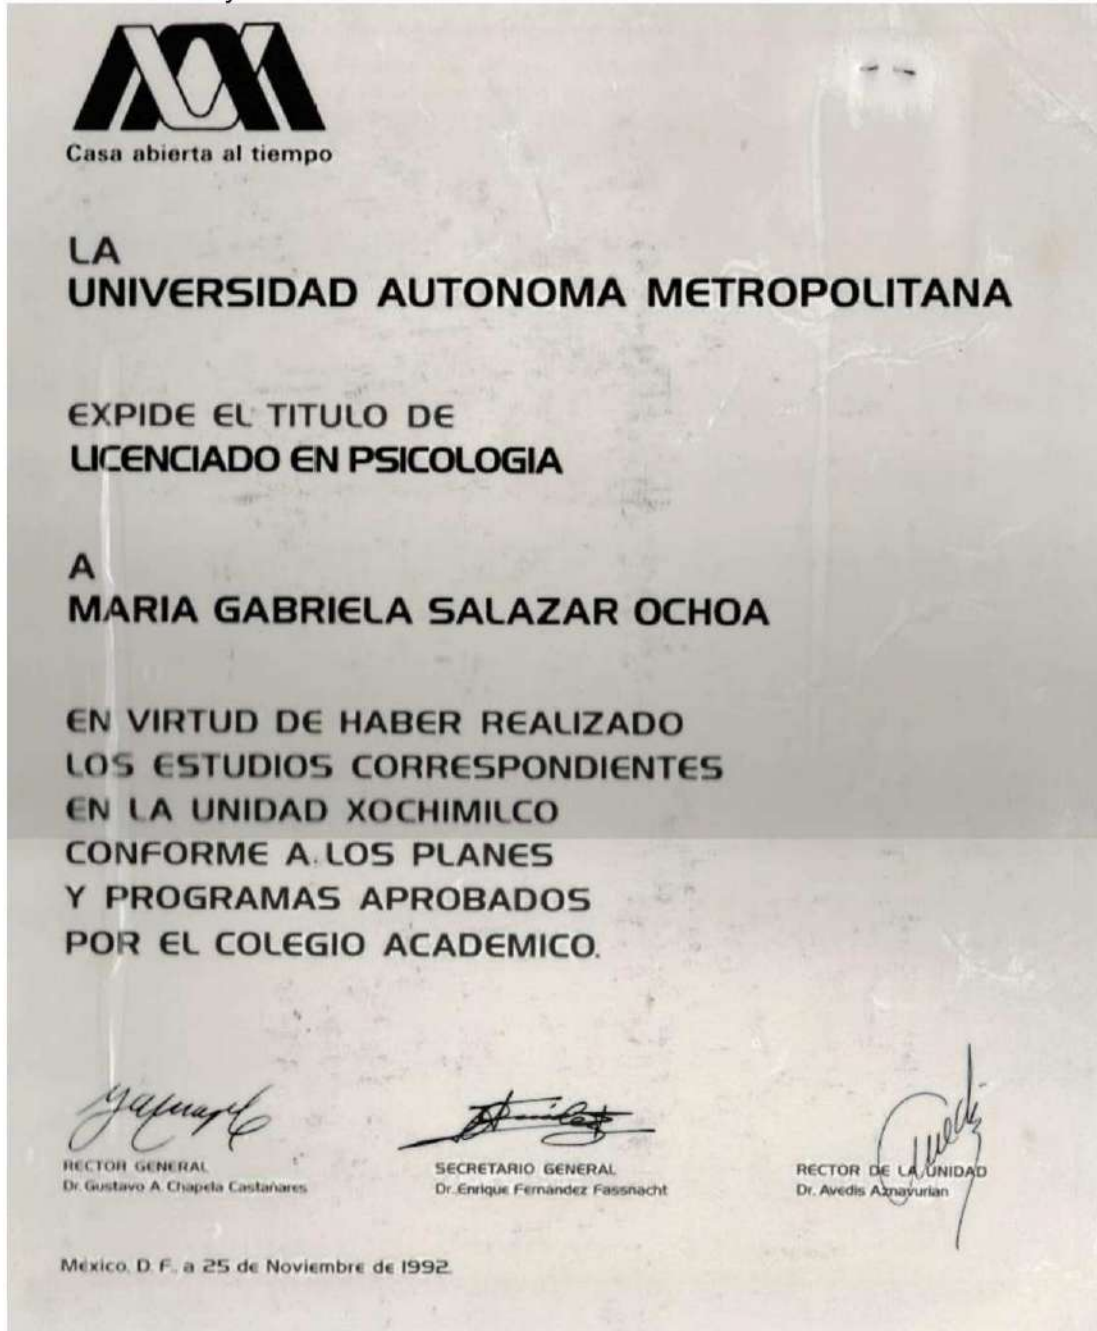 Casa abierta al tiempo
LA
UNIVERSIDAD AUTONOMA METROPOLITANA
EXPIDE EL TITULO DE
LICENCIADO EN PSICOLOGIA
A
MARIA GABRIELA SALAZAR OCHOA
EN VIRTUD DE HABER REALIZADO
LOS ESTUDIOS CORRESPONDIENTES
EN LA UNIDAD XOCHIMILCO
CONFORME A LOS PLANES
Y PROGRAMAS APROBADOS
POR EL COLEGIO ACADEMICO.
RECTOR GENERAL
Dr. Gustavo A. Chapela Castañares
SECRETARIO GENERAL
Dr. Enrique Fernández Fassnacht
RECTOR DE LA UNIDAD
Dr. Avedis Aznavurian
México, D. F., a 25 de Noviembre de 1992.